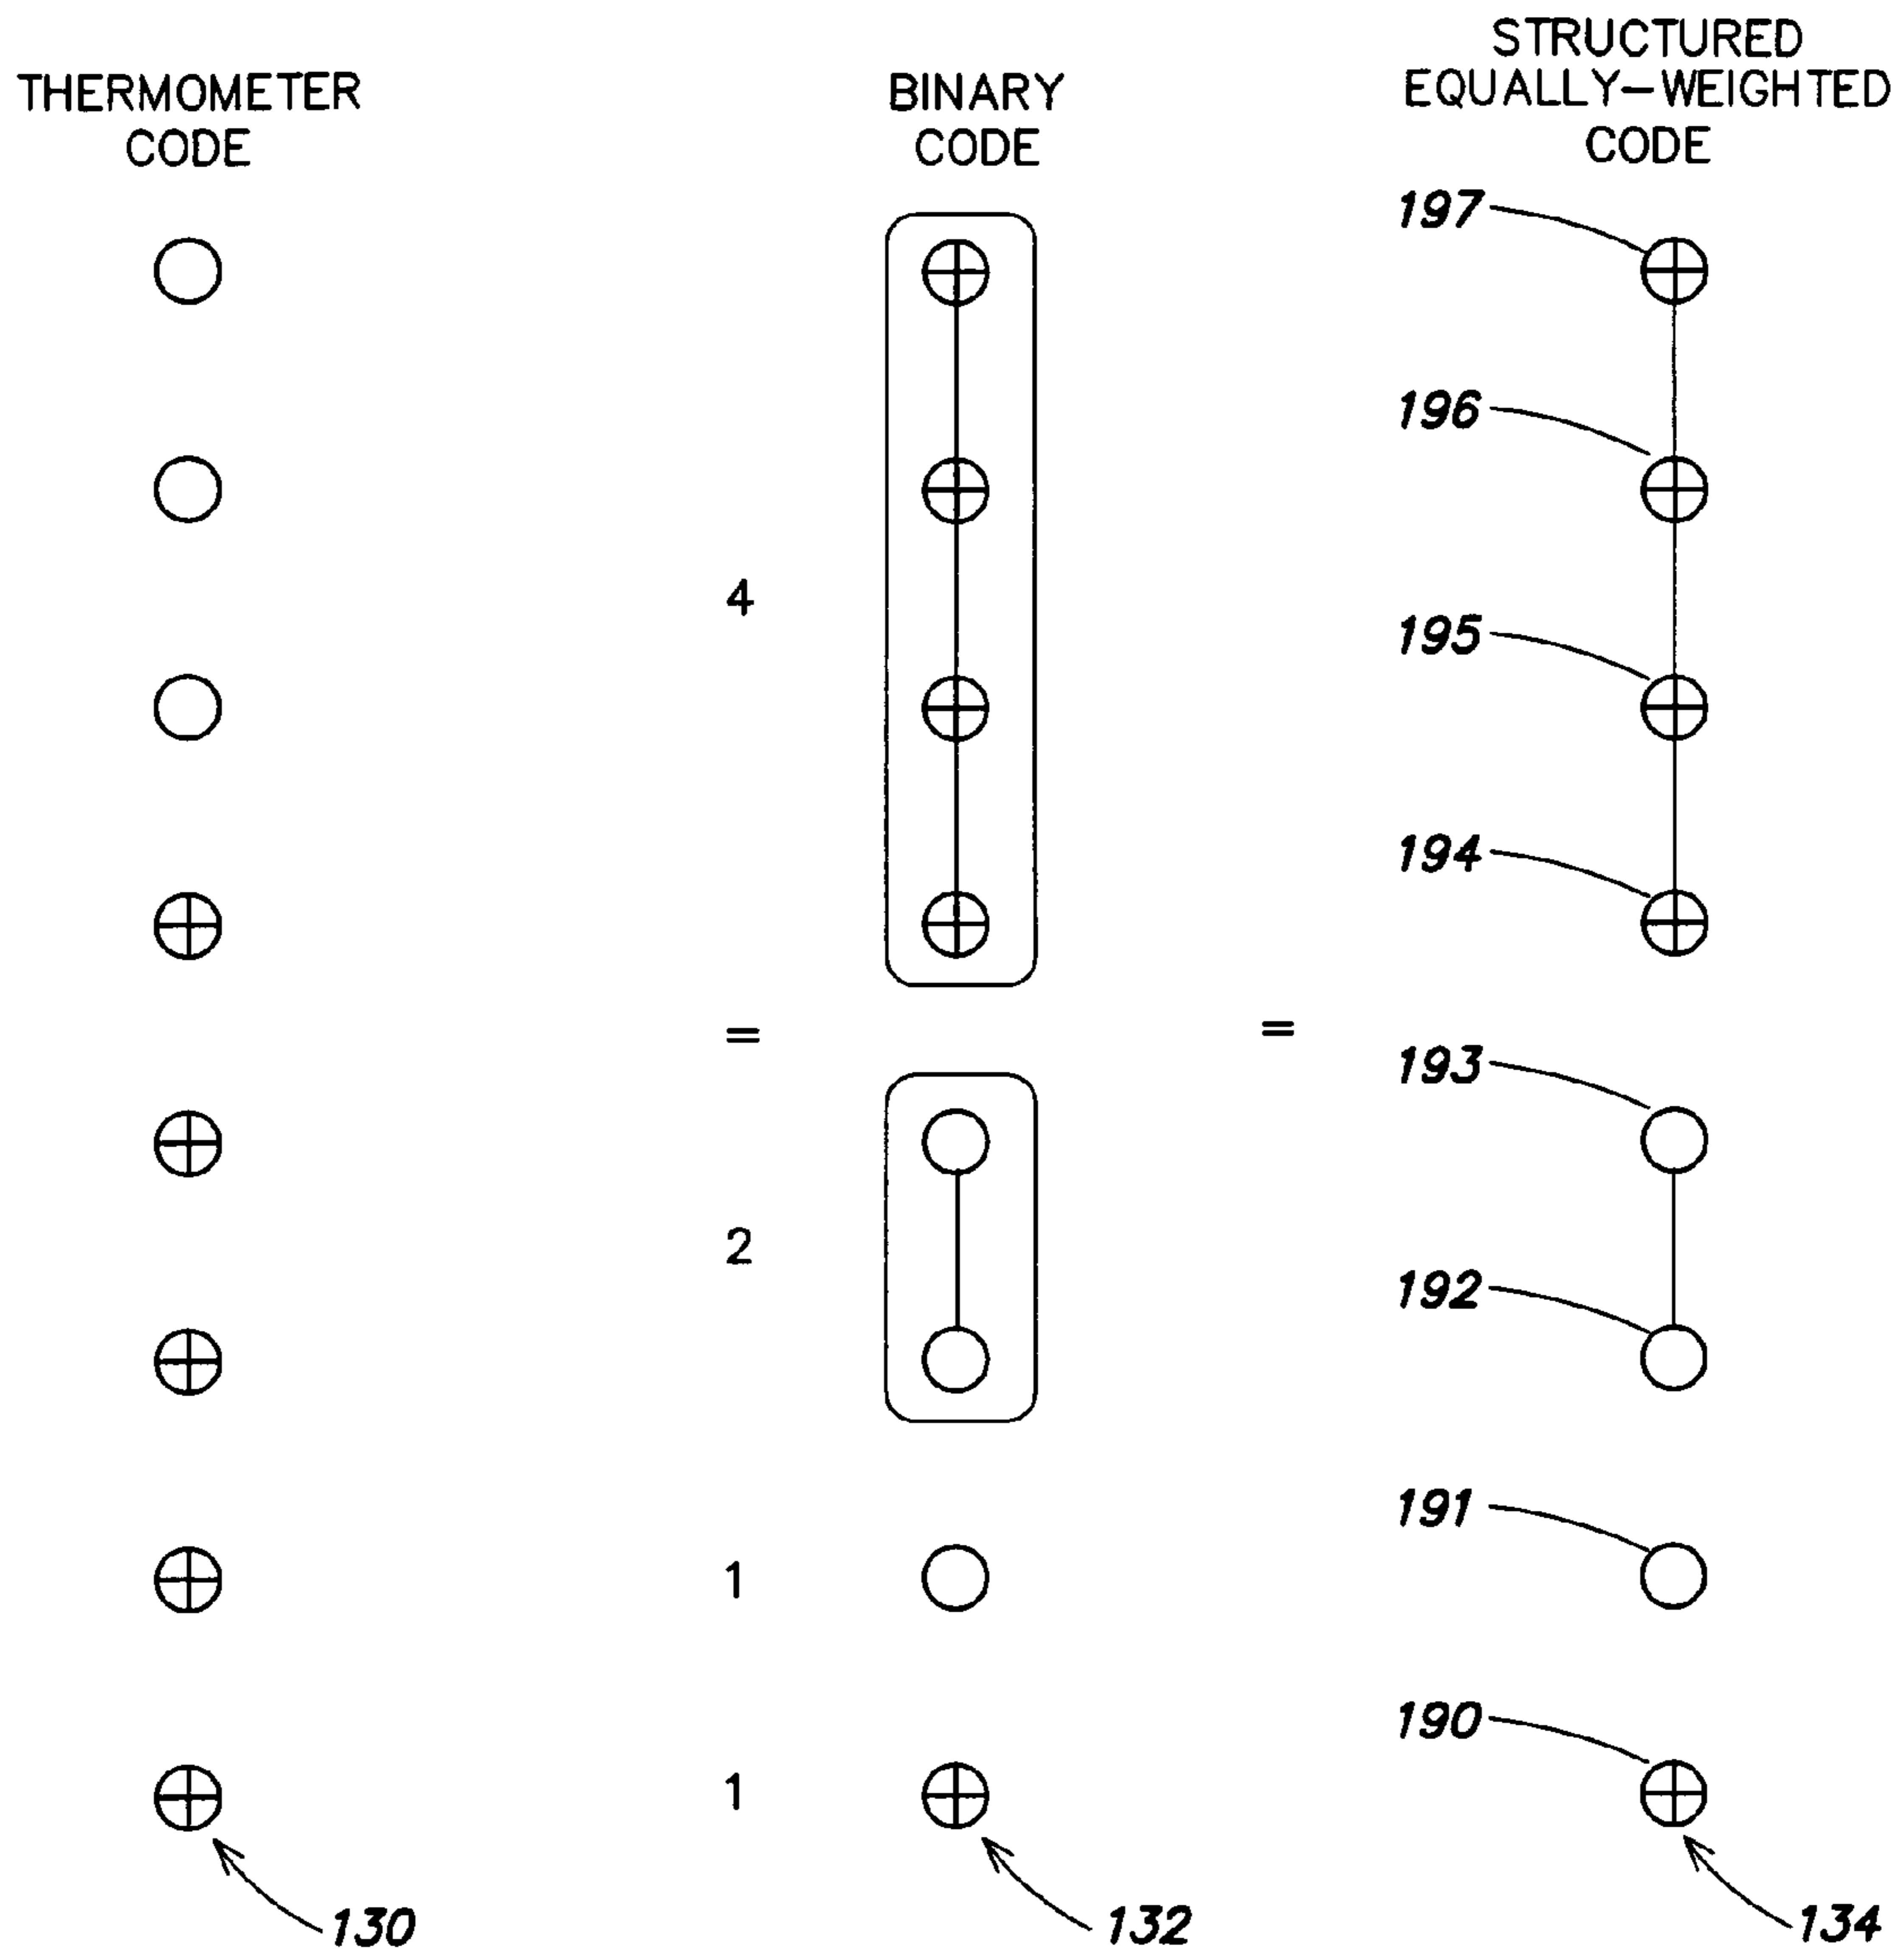 THERMOMETER
CODE
BINARY
CODE
STRUCTURED
EQUALLY-WEIGHTED
CODE
197
196
4
195
194
=
=
193
2
192
1
191
1
190
130
132
134